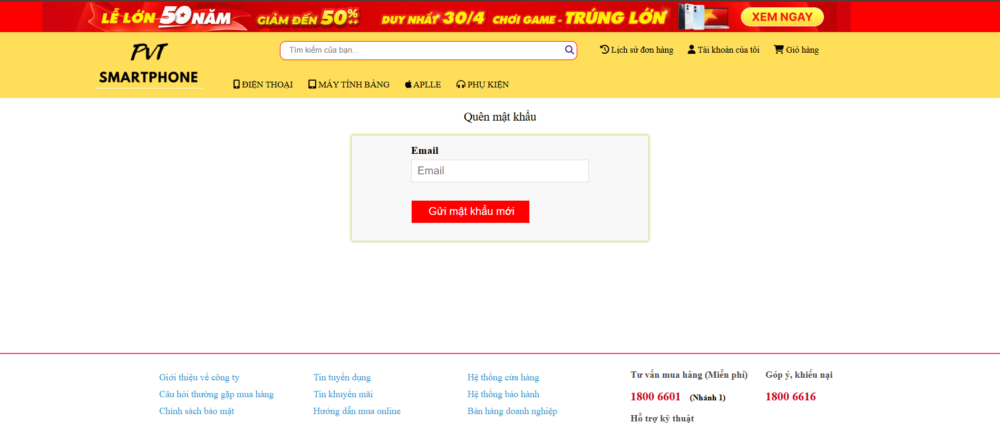 LỄ LỚN 50 NĂM GIẢM ĐẾN 50%++ DUY NHẤT 30/4 CHƠI GAME - TRÚNG LỚN XEM NGAY
PVT
SMARTPHONE
Tìm kiếm của bạn...
Lịch sử đơn hàng Tài khoản của tôi Giỏ hàng
ĐIỆN THOẠI MÁY TÍNH BẢNG APLLE PHỤ KIỆN
Quên mật khẩu
Email
Email
Gửi mật khẩu mới
Giới thiệu về công ty
Câu hỏi thường gặp mua hàng
Chính sách bảo mật
Tin tuyển dụng
Tin khuyến mãi
Hướng dẫn mua online
Hệ thống cửa hàng
Hệ thống bảo hành
Bán hàng doanh nghiệp
Tư vấn mua hàng (Miễn phí)
1800 6601 (Nhánh 1)
Hỗ trợ kỹ thuật
Góp ý, khiếu nại
1800 6616